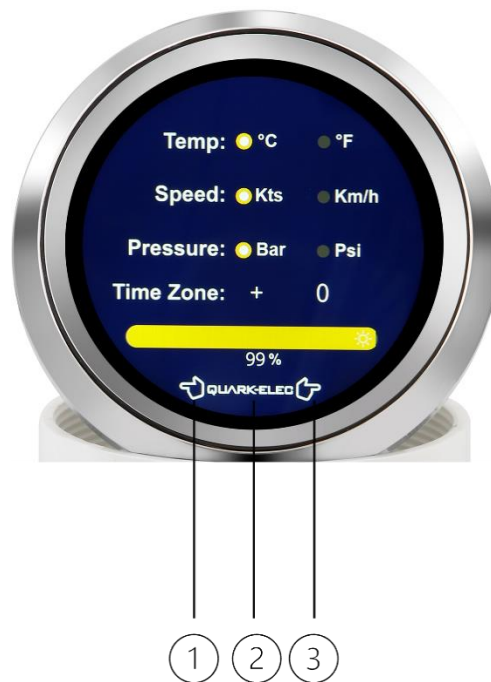 Temp: °C °F
Speed: Kts Km/h
Pressure: Bar Psi
Time Zone: + 0
99 %
QUARK-ELEC
1 2 3